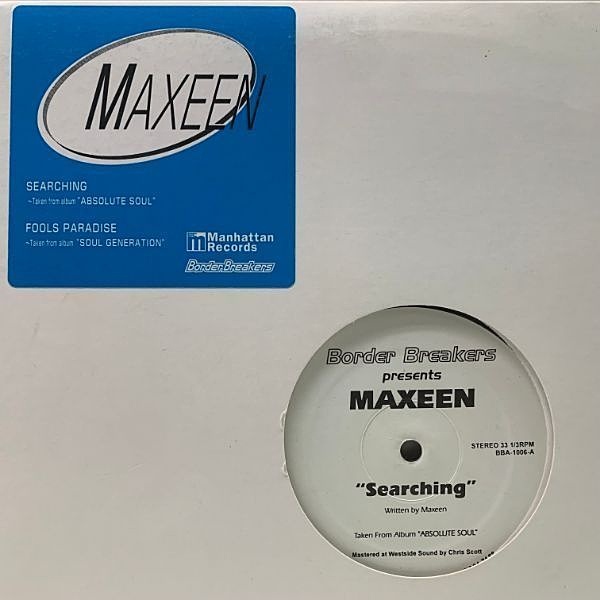 MAXEEN
SEARCHING
~Taken from album "ABSOLUTE SOUL"
FOOLS PARADISE
~Taken from album "SOUL GENERATION"
Manhattan
Records
Border Breakers
Border Breakers
presents
MAXEEN
STEREO 33 1/3RPM
BBA-1006-A
"Searching"
Written by Maxeen
Taken From Album "ABSOLUTE SOUL"
Mastered at Westside Sound by Chris Scott